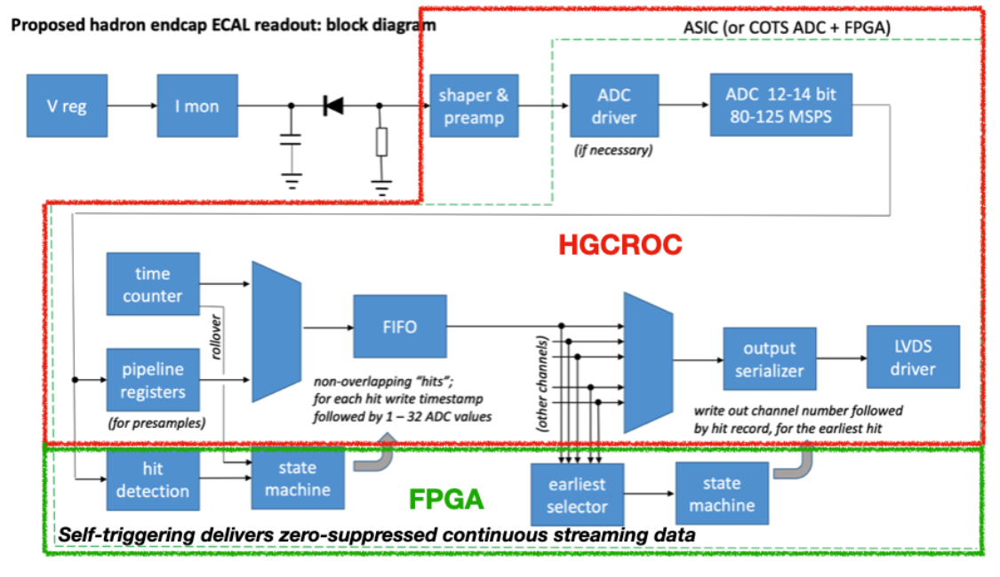 Proposed hadron endcap ECAL readout: block diagram
ASIC (or COTS ADC + FPGA)
V reg
I mon
shaper &
preamp
ADC
driver
(if necessary)
ADC 12-14 bit
80-125 MSPS
HGCROC
time
counter
rollover
pipeline
registers
(for presamples)
FIFO
non-overlapping “hits”;
for each hit write timestamp
followed by 1 – 32 ADC values
(other channels)
output
serializer
LVDS
driver
write out channel number followed
by hit record, for the earliest hit
hit
detection
state
machine
FPGA
earliest
selector
state
machine
Self-triggering delivers zero-suppressed continuous streaming data